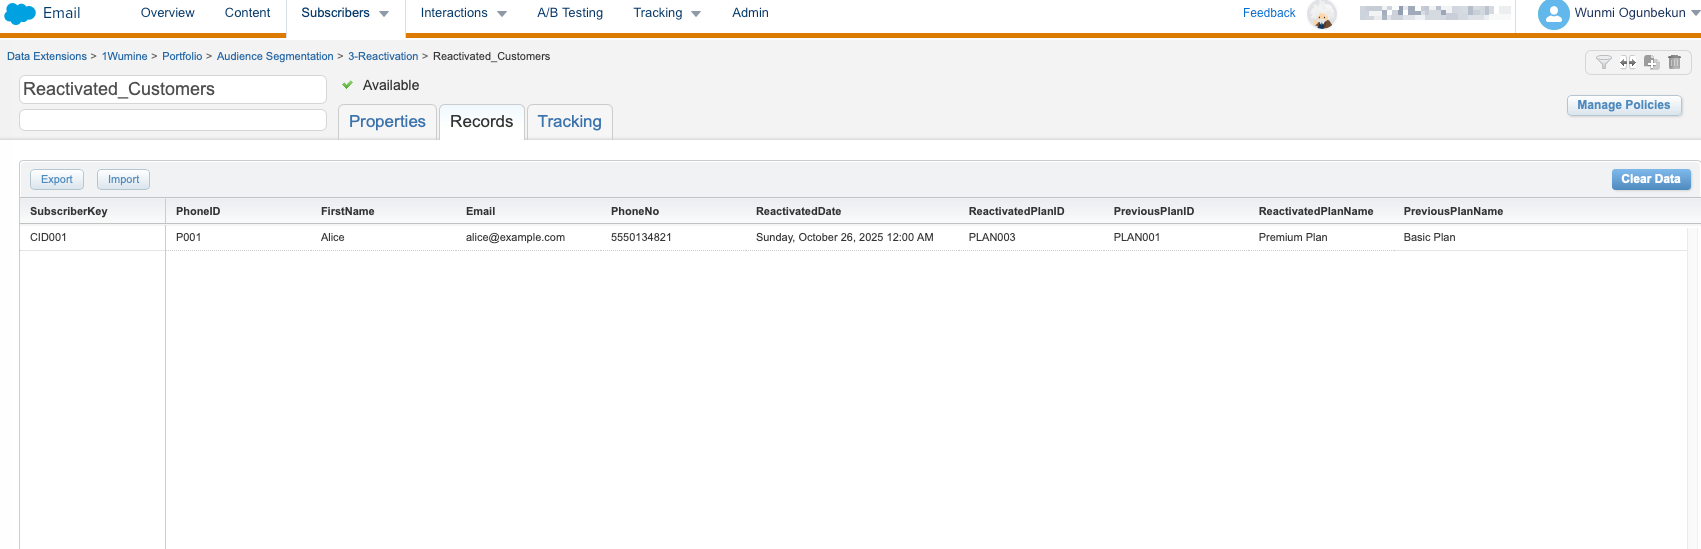 Email Overview Content Subscribers Interactions A/B Testing Tracking Admin Feedback Wunmi Ogunbekun
Data Extensions > 1Wumine > Portfolio > Audience Segmentation > 3-Reactivation > Reactivated_Customers
Reactivated_Customers Available
Manage Policies
Properties Records Tracking
Export Import Clear Data
SubscriberKey PhoneID FirstName Email PhoneNo ReactivatedDate ReactivatedPlanID PreviousPlanID ReactivatedPlanName PreviousPlanName
CID001 P001 Alice alice@example.com 5550134821 Sunday, October 26, 2025 12:00 AM PLAN003 PLAN001 Premium Plan Basic Plan